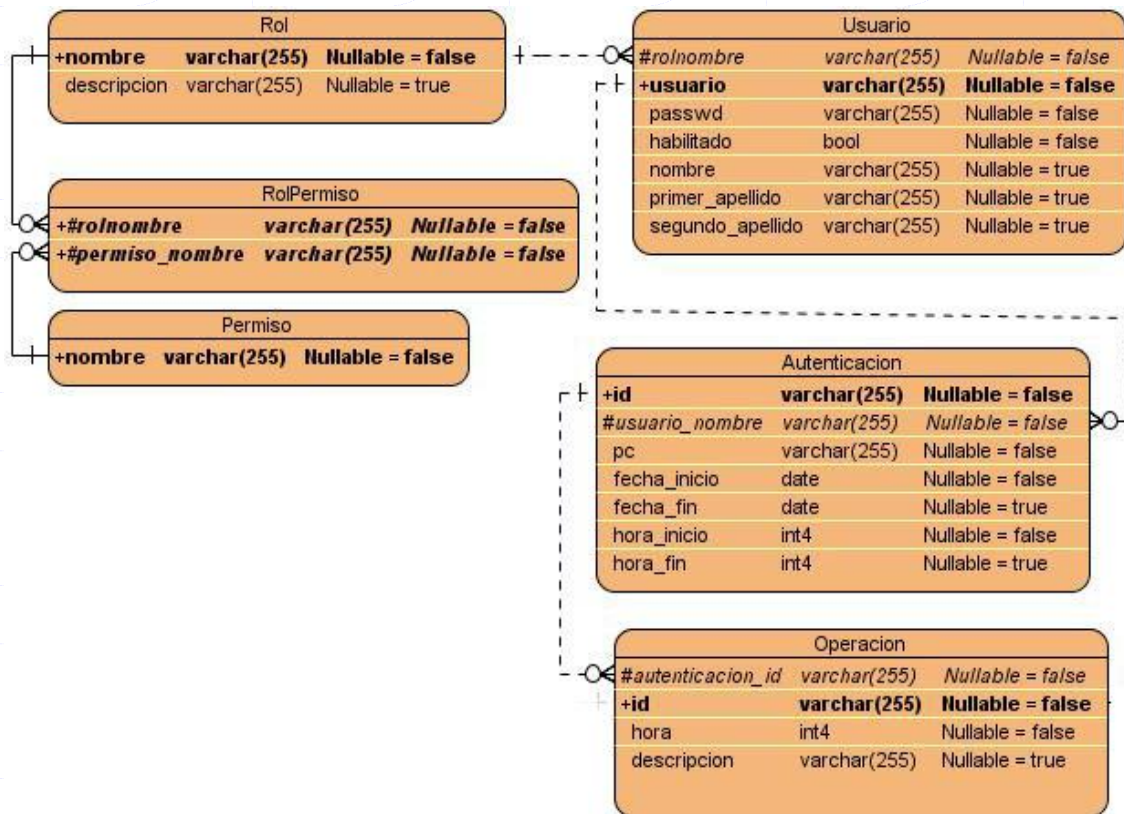 Rol
+nombre varchar(255) Nullable = false
descripcion varchar(255) Nullable = true
Usuario
#rolnombre varchar(255) Nullable = false
+usuario varchar(255) Nullable = false
passwd varchar(255) Nullable = false
habilitado bool Nullable = false
nombre varchar(255) Nullable = true
primer_apellido varchar(255) Nullable = true
segundo_apellido varchar(255) Nullable = true
RolPermiso
+#rolnombre varchar(255) Nullable = false
+#permiso_nombre varchar(255) Nullable = false
Permiso
+nombre varchar(255) Nullable = false
Autenticacion
+id varchar(255) Nullable = false
#usuario_nombre varchar(255) Nullable = false
pc varchar(255) Nullable = false
fecha_inicio date Nullable = false
fecha_fin date Nullable = true
hora_inicio int4 Nullable = false
hora_fin int4 Nullable = true
Operacion
#autenticacion_id varchar(255) Nullable = false
+id varchar(255) Nullable = false
hora int4 Nullable = false
descripcion varchar(255) Nullable = true